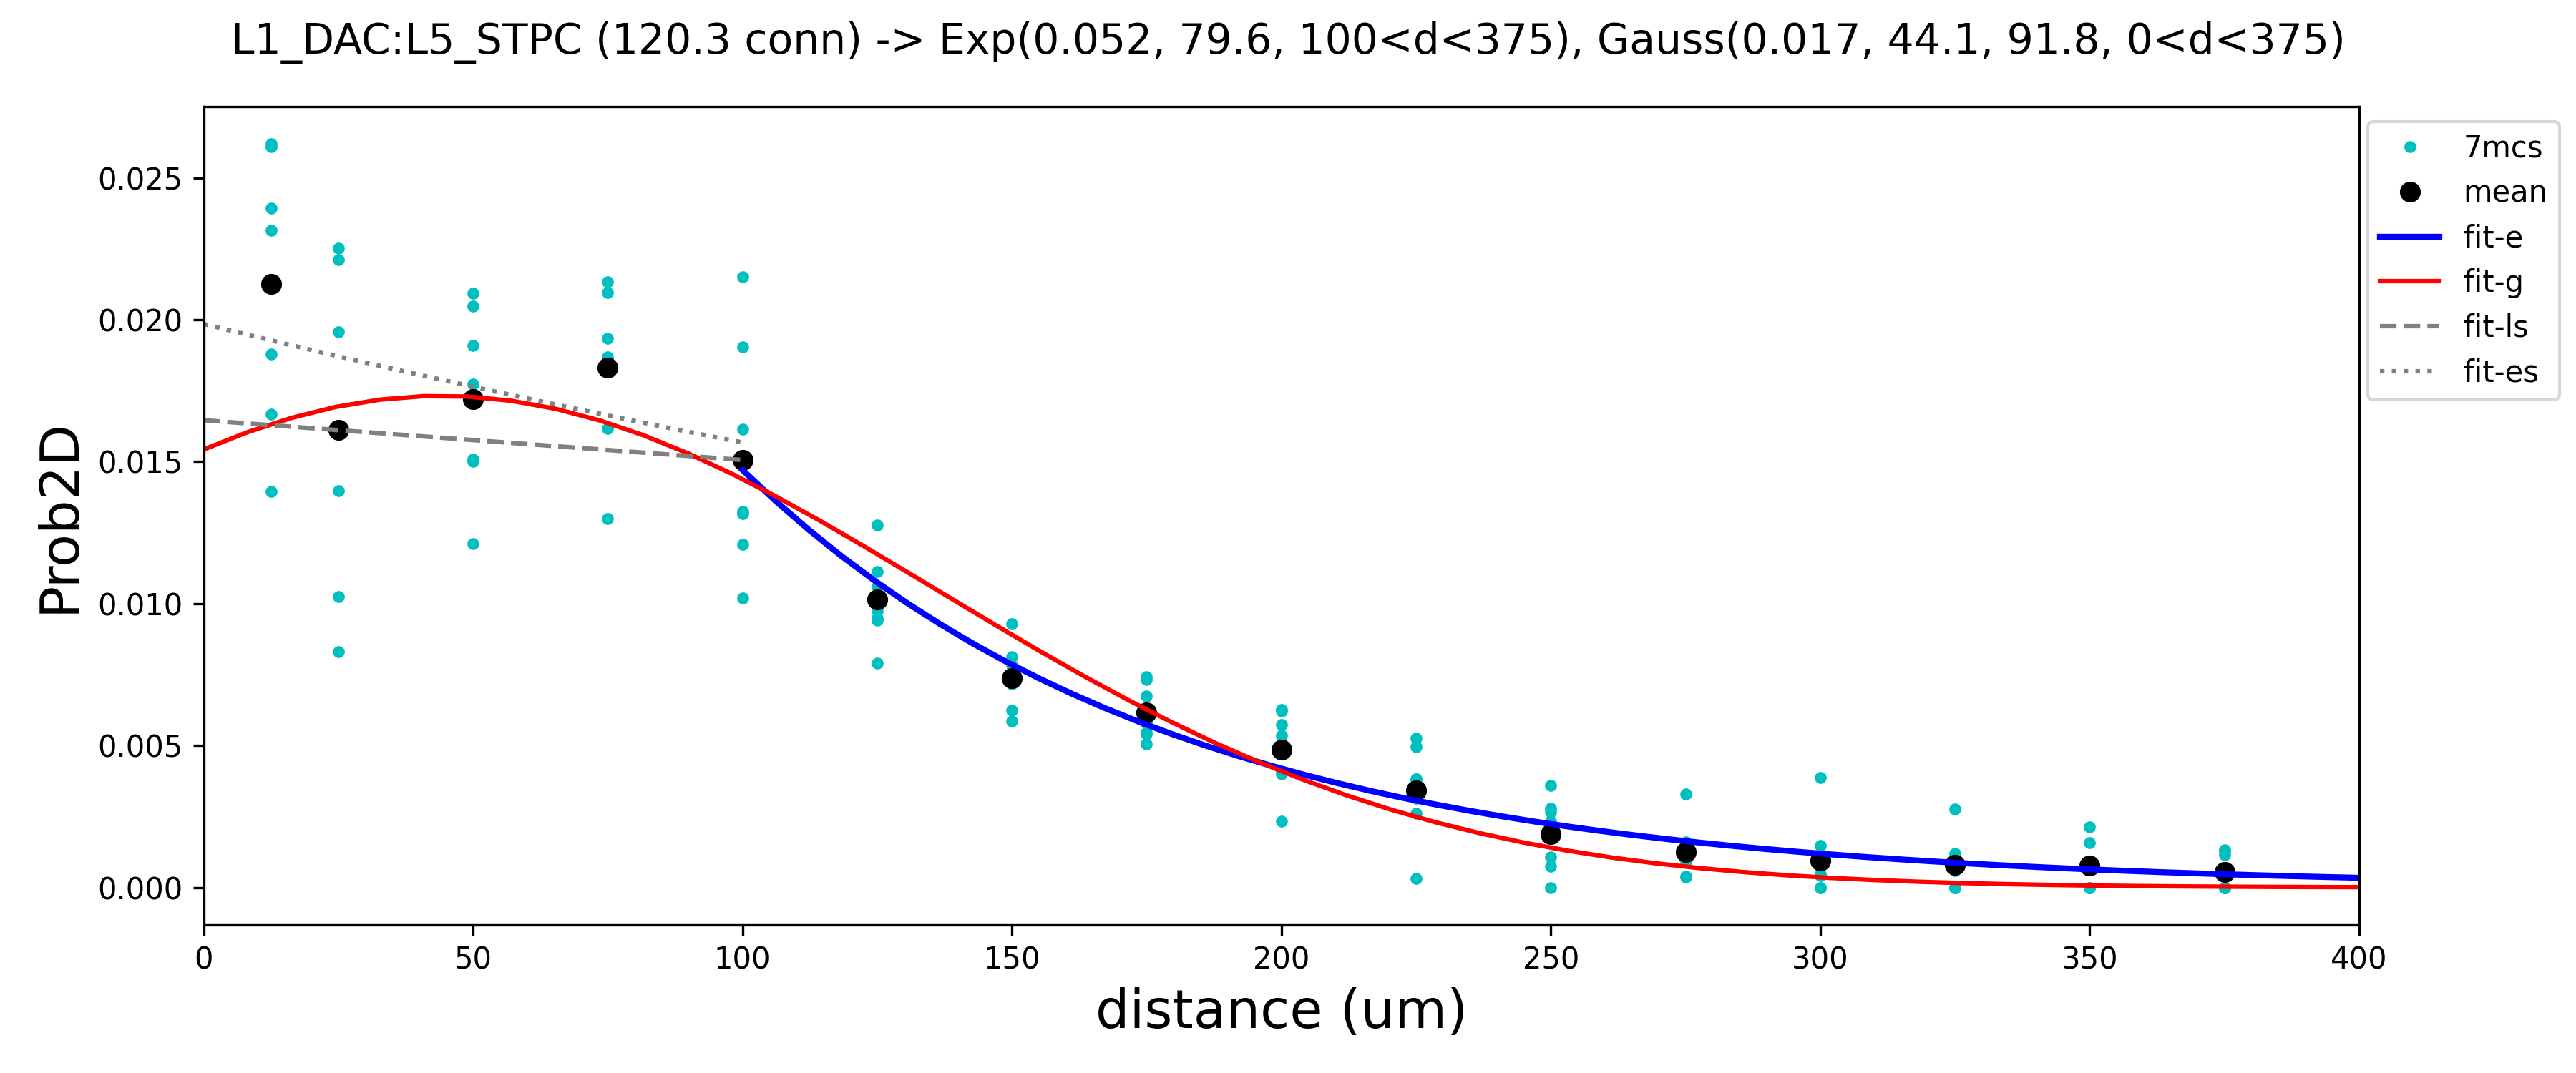 L1_DAC:L5_STPC (120.3 conn) -> Exp(0.052, 79.6, 100<d<375), Gauss(0.017, 44.1, 91.8, 0<d<375)
7mcs
mean
fit-e
fit-g
fit-ls
fit-es
0.025
0.020
0.015
0.010
0.005
0.000
Prob2D
0 50 100 150 200 250 300 350 400
distance (um)